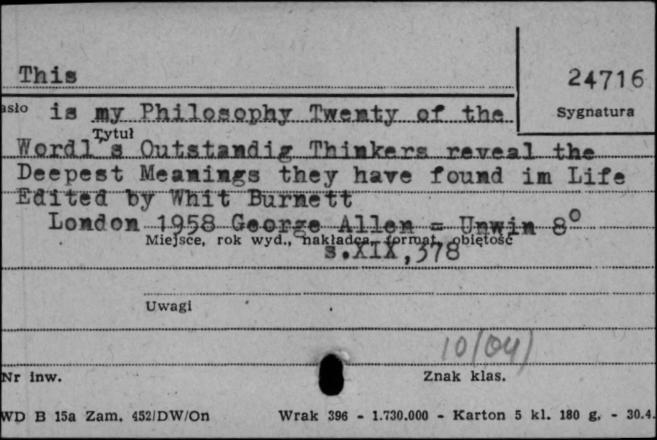 This
24716
asło is my Philosophy Twenty of the
Sygnatura
Tytuł
Wordl's Outstandig Thinkers reveal the
Deepest Meanings they have found im Life
Edited by Whit Burnett
London 1958 George Allen = Unwin 8°
Miejsce, rok wyd., nakładca, format, objętość
s.XIX,378
Uwagi
10/04/
Nr inw.
Znak klas.
WD B 15a Zam. 452/DW/On Wrak 396 - 1.730.000 - Karton 5 kl. 180 g. - 30.4.